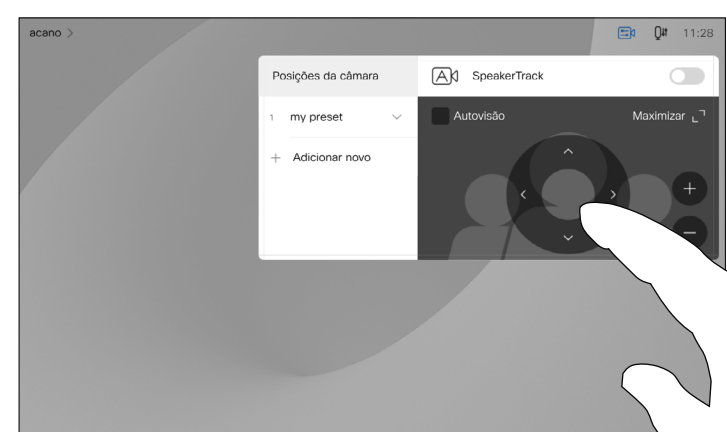 acano >
11:28
Posições da câmara
SpeakerTrack
1 my preset
Autovisão
Maximizar
+ Adicionar novo